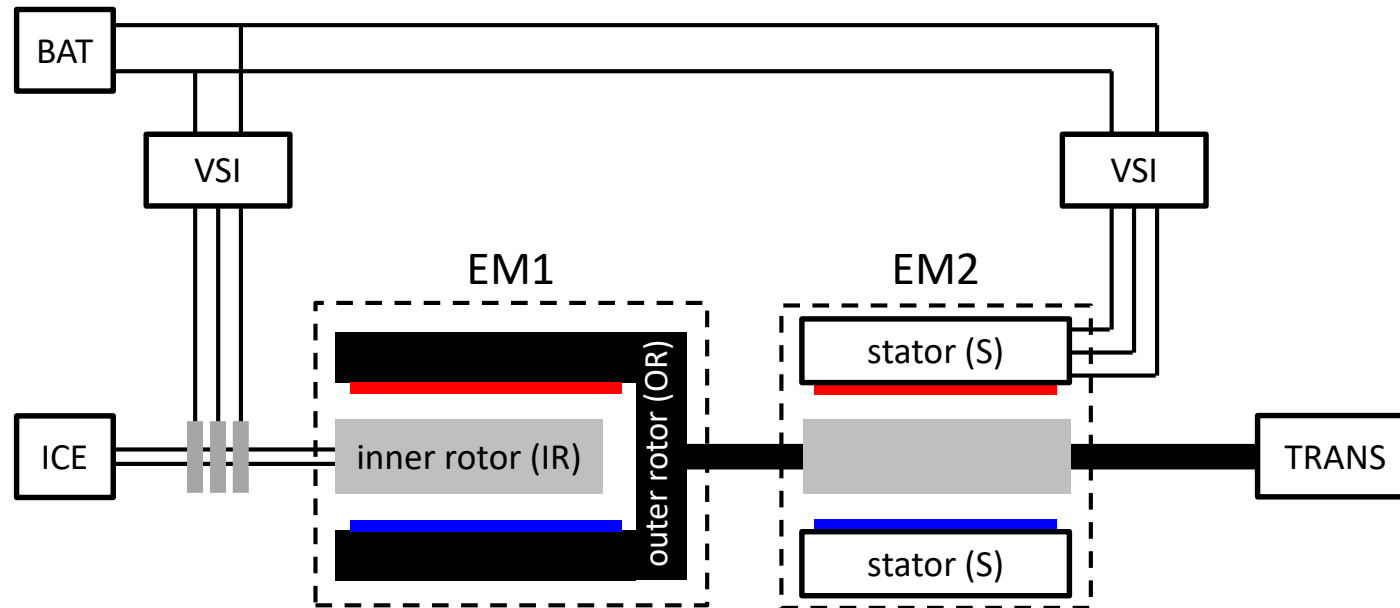 BAT
VSI
VSI
EM1
EM2
stator (S)
outer rotor (OR)
ICE
inner rotor (IR)
TRANS
stator (S)